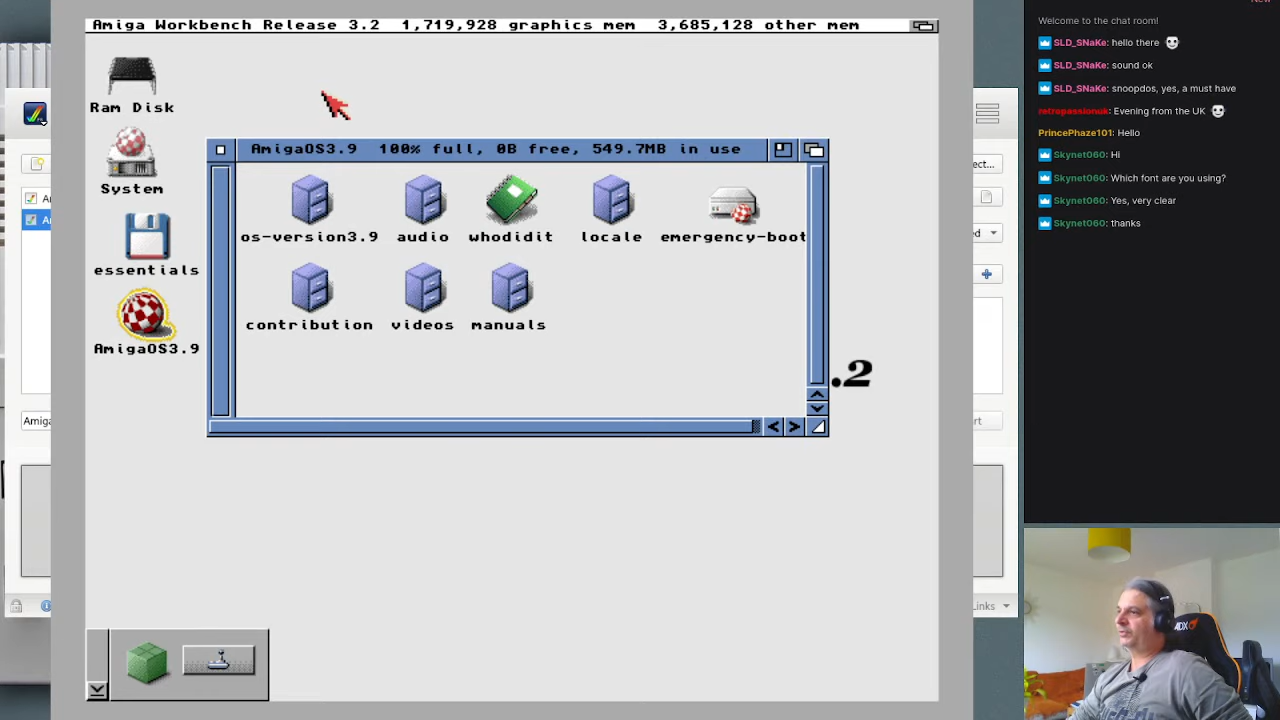 Amiga Workbench Release 3.2  1,719,928 graphics mem  3,685,128 other mem
Ram Disk
System
essentials
AmigaOS3.9
AmigaOS3.9  100% full, 0B free, 549.7MB in use
os-version3.9
audio
whodidit
locale
emergency-boot
contribution
videos
manuals
.2
Amiga
ect...
d
rt
Links
Welcome to the chat room!
SLD_SNaKe: hello there
SLD_SNaKe: sound ok
SLD_SNaKe: snoopdos, yes, a must have
retropassionuk: Evening from the UK
PrincePhaze101: Hello
Skynet060: Hi
Skynet060: Which font are you using?
Skynet060: Yes, very clear
Skynet060: thanks